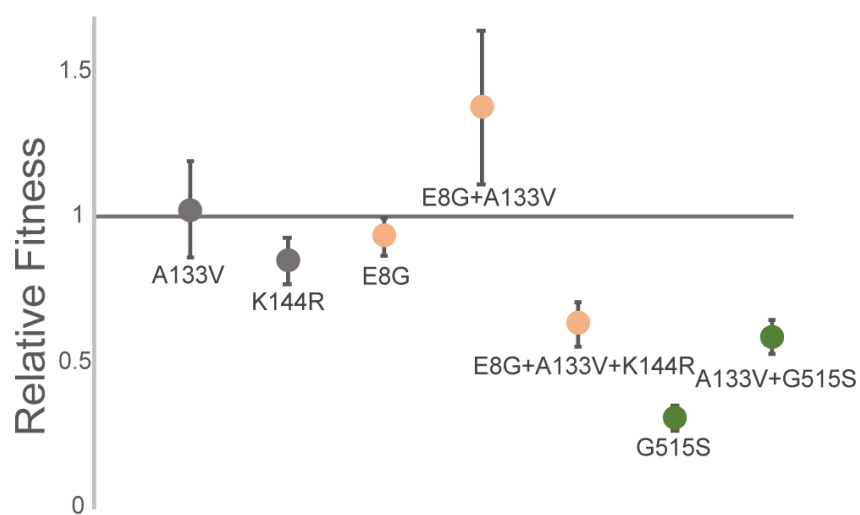 Relative Fitness
1.5
1
0.5
0
A133V
K144R
E8G
E8G+A133V
E8G+A133V+K144R
G515S
A133V+G515S